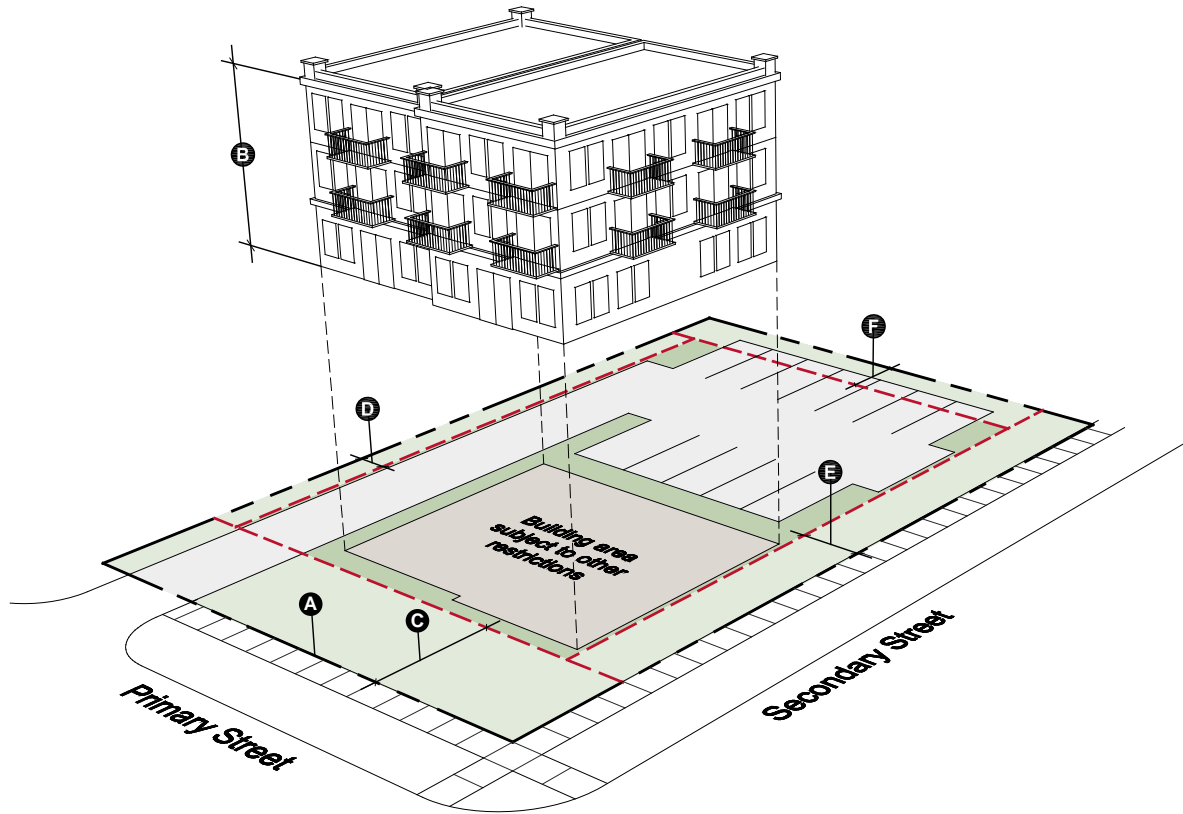 B
F
D
E
Building area
subject to other
restrictions
A
C
Secondary Street
Primary Street